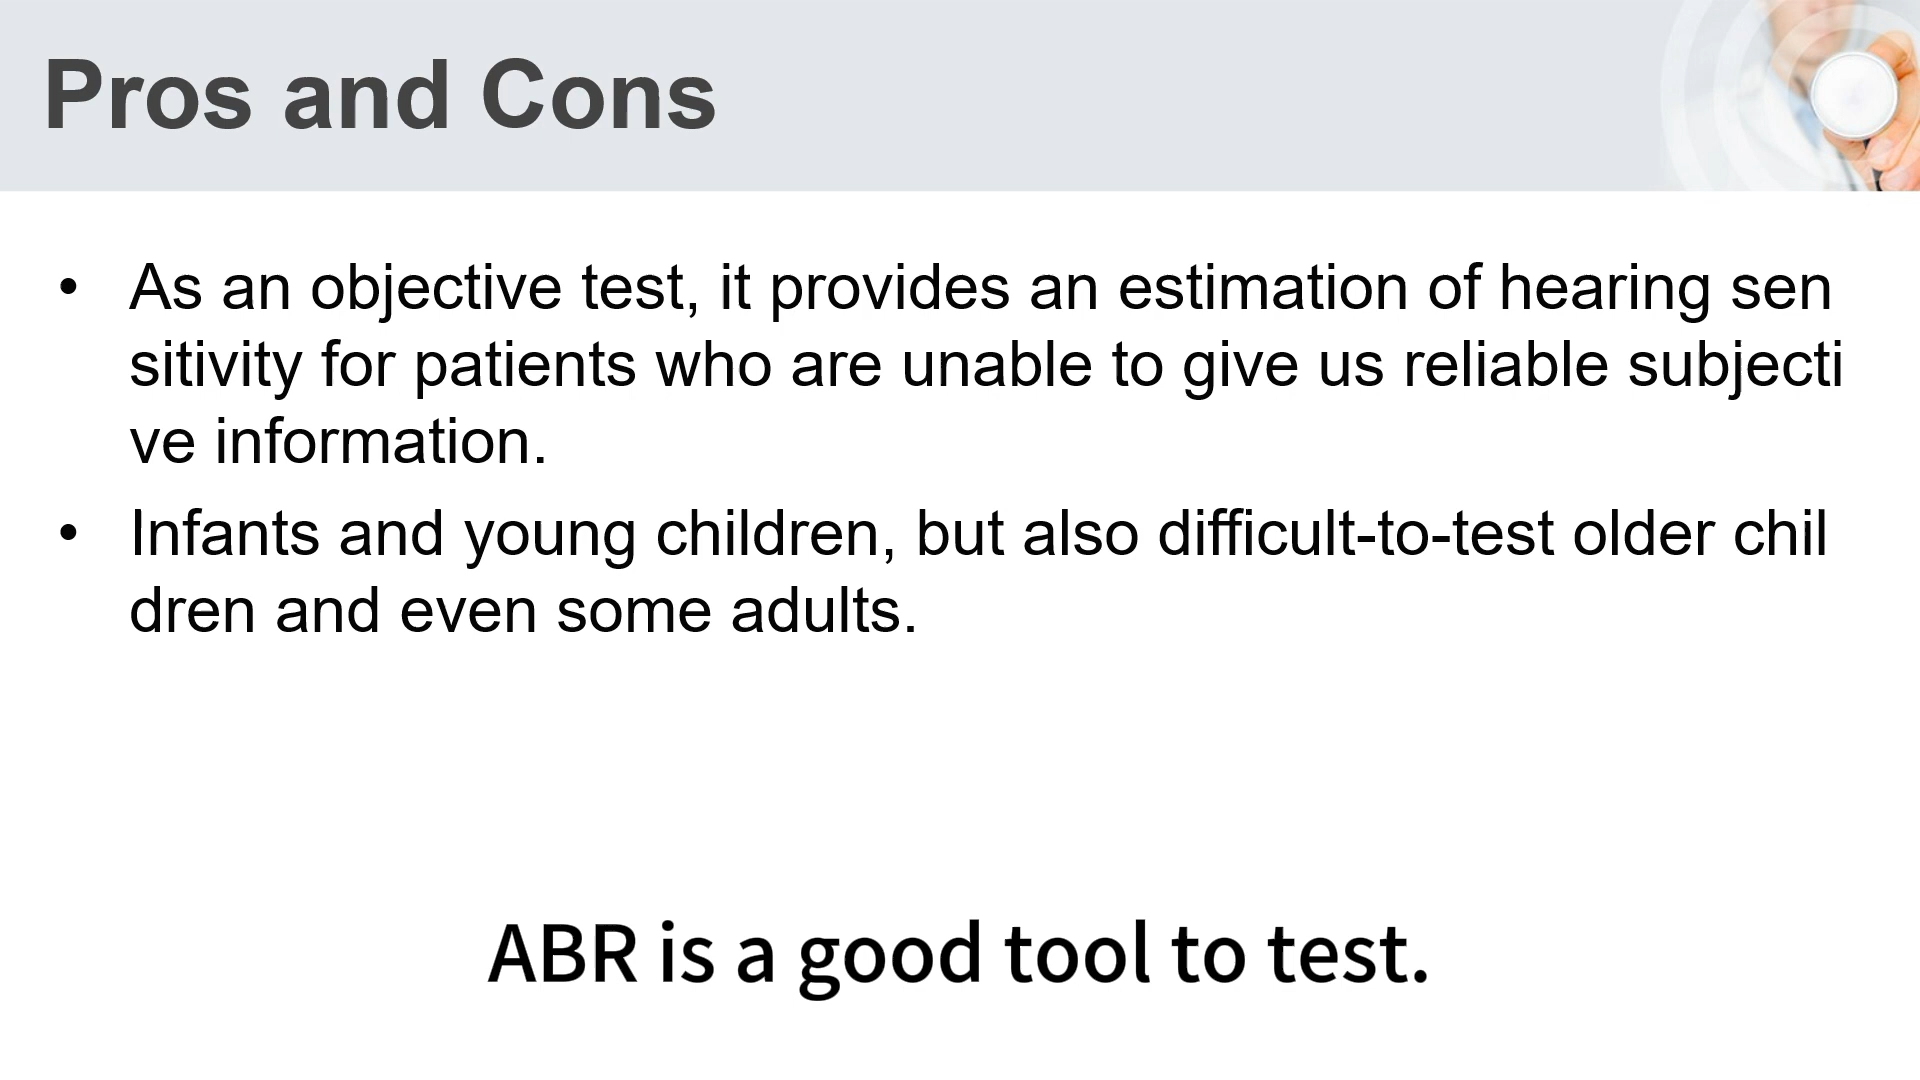 Pros and Cons
• As an objective test, it provides an estimation of hearing sen
sitivity for patients who are unable to give us reliable subjecti
ve information.
• Infants and young children, but also difficult-to-test older chil
dren and even some adults.
ABR is a good tool to test.